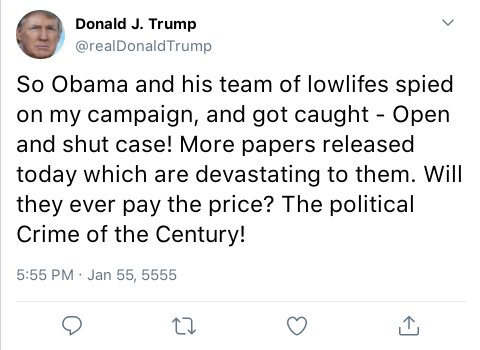 Donald J. Trump
@realDonaldTrump
So Obama and his team of lowlifes spied
on my campaign, and got caught - Open
and shut case! More papers released
today which are devastating to them. Will
they ever pay the price? The political
Crime of the Century!
5:55 PM · Jan 55, 5555